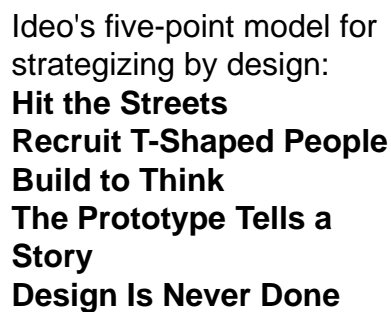 Ideo's five-point model for
strategizing by design:
Hit the Streets
Recruit T-Shaped People
Build to Think
The Prototype Tells a
Story
Design Is Never Done